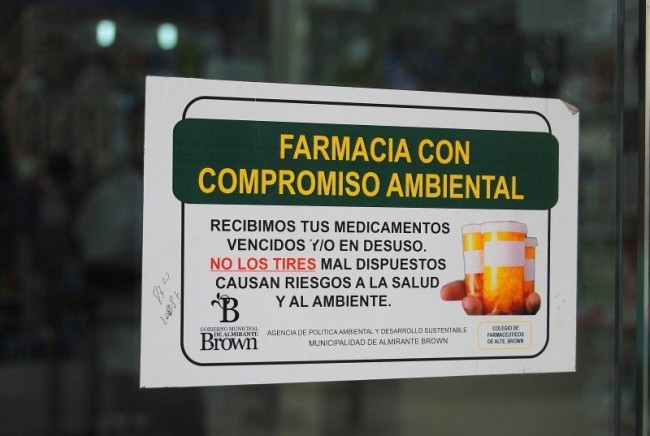 FARMACIA CON
COMPROMISO AMBIENTAL
RECIBIMOS TUS MEDICAMENTOS
VENCIDOS Y/O EN DESUSO.
NO LOS TIRES MAL DISPUESTOS
CAUSAN RIESGOS A LA SALUD
Y AL AMBIENTE.
B
GOBIERNO MUNICIPAL
DE ALMIRANTE
Brown
AGENCIA DE POLITICA AMBIENTAL Y DESARROLLO SUSTENTABLE
MUNICIPALIDAD DE ALMIRANTE BROWN
COLEGIO DE
FARMACEUTICOS
DE ALTE. BROWN